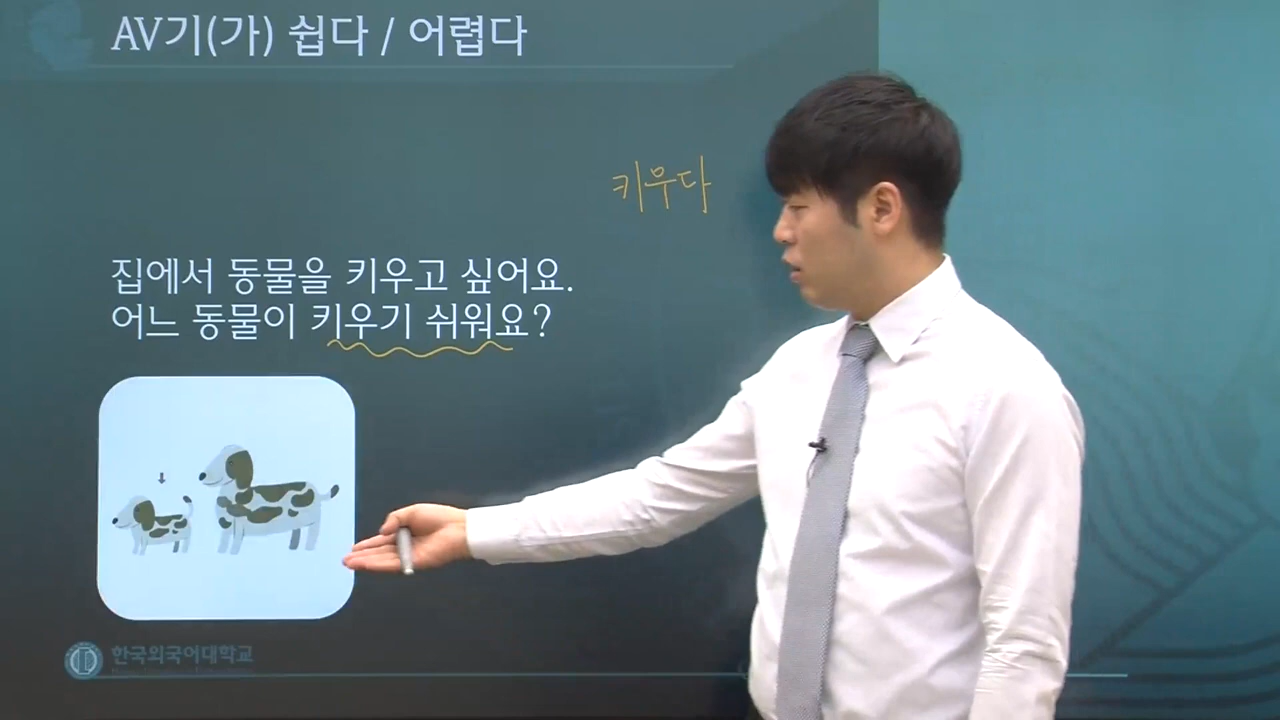 AV기(가) 쉽다 / 어렵다
키우다
집에서 동물을 키우고 싶어요.
어느 동물이 키우기 쉬워요?
한국외국어대학교